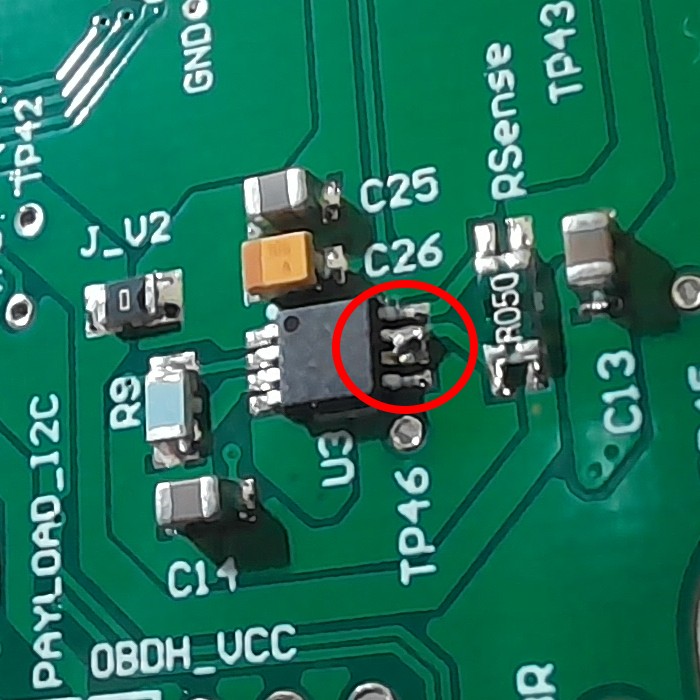 GND
TP42
TP43
RSense
C25
J_V2
C26
R050
R9
C13
U3
TP46
PAYLOAD_I2C
C14
OBDH_VCC